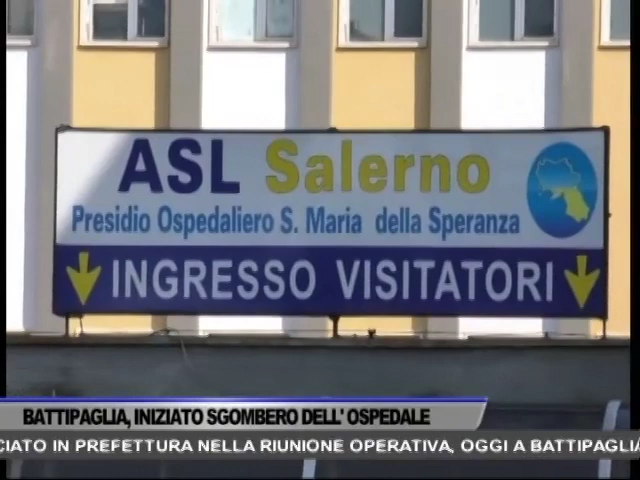 ASL Salerno
Presidio Ospedaliero S. Maria della Speranza
INGRESSO VISITATORI
BATTIPAGLIA, INIZIATO SGOMBERO DELL' OSPEDALE
CIATO IN PREFETTURA NELLA RIUNIONE OPERATIVA, OGGI A BATTIPAGLIA